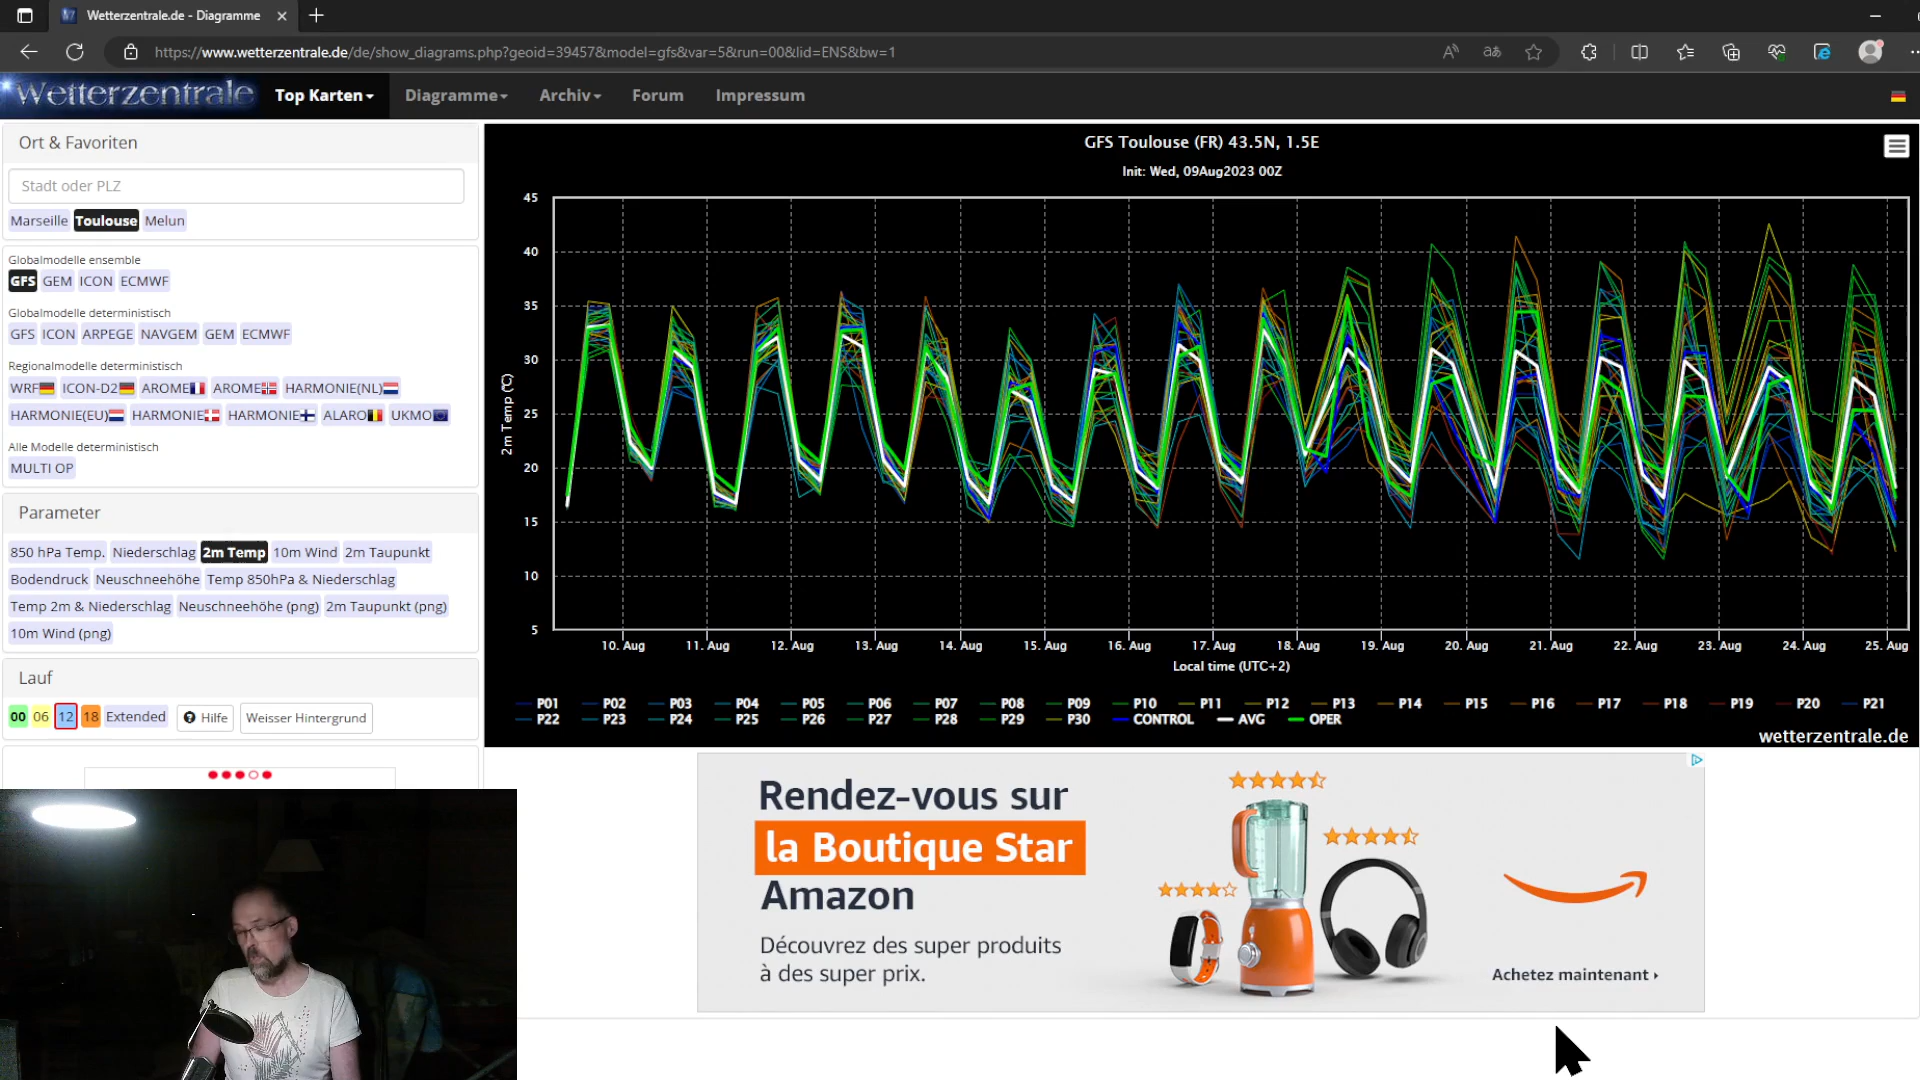 Wetterzentrale.de - Diagramme
https://www.wetterzentrale.de/de/show_diagrams.php?geoid=39457&model=gfs&var=5&run=00&lid=ENS&bw=1
Wetterzentrale Top Karten Diagramme Archiv Forum Impressum
Ort & Favoriten
Stadt oder PLZ
Marseille Toulouse Melun
Globalmodelle ensemble
GFS GEM ICON ECMWF
Globalmodelle deterministisch
GFS ICON ARPEGE NAVGEM GEM ECMWF
Regionalmodelle deterministisch
WRF ICON-D2 AROME AROME HARMONIE(NL)
HARMONIE(EU) HARMONIE HARMONIE ALARO UKMO
Alle Modelle deterministisch
MULTI OP
Parameter
850 hPa Temp. Niederschlag 2m Temp 10m Wind 2m Taupunkt
Bodendruck Neuschneehöhe Temp 850hPa & Niederschlag
Temp 2m & Niederschlag Neuschneehöhe (png) 2m Taupunkt (png)
10m Wind (png)
Lauf
00 06 12 18 Extended Hilfe Weisser Hintergrund
GFS Toulouse (FR) 43.5N, 1.5E
Init: Wed, 09Aug2023 00Z
45
40
35
30
25
20
15
10
5
2m Temp (°C)
10. Aug 11. Aug 12. Aug 13. Aug 14. Aug 15. Aug 16. Aug 17. Aug 18. Aug 19. Aug 20. Aug 21. Aug 22. Aug 23. Aug 24. Aug 25. Aug
Local time (UTC+2)
P01 P02 P03 P04 P05 P06 P07 P08 P09 P10 P11 P12 P13 P14 P15 P16 P17 P18 P19 P20 P21
P22 P23 P24 P25 P26 P27 P28 P29 P30 CONTROL AVG OPER
wetterzentrale.de
Rendez-vous sur
la Boutique Star
Amazon
Découvrez des super produits
à des super prix.
Achetez maintenant